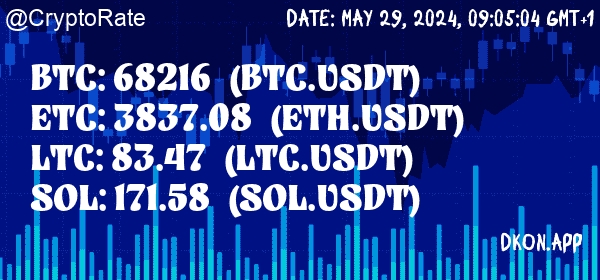 @CryptoRate
DATE: MAY 29, 2024, 09:05:04 GMT+1
BTC: 68216 (BTC.USDT)
ETC: 3837.08 (ETH.USDT)
LTC: 83.47 (LTC.USDT)
SOL: 171.58 (SOL.USDT)
DKON.APP